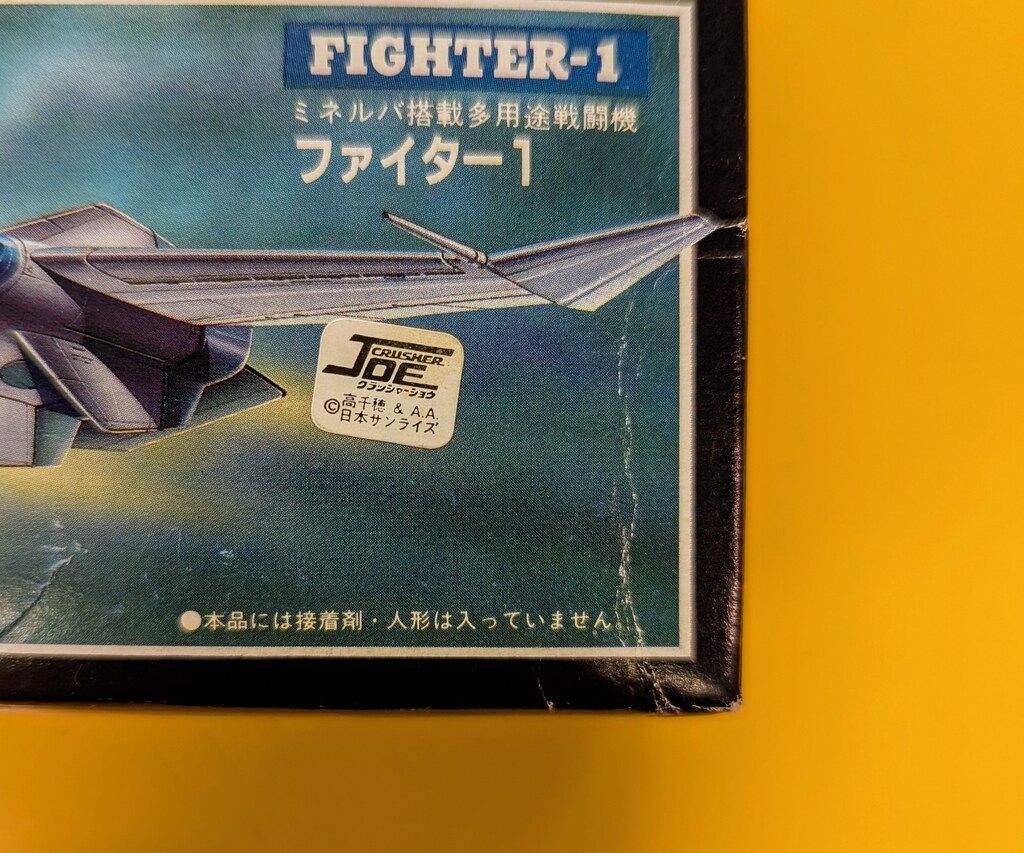 FIGHTER-1
ミネルバ搭載多用途戦闘機
ファイター1
CRUSHER
JOE
クラッシャージョウ
©高千穂 & A.A.
日本サンライズ
●本品には接着剤・人形は入っていません。